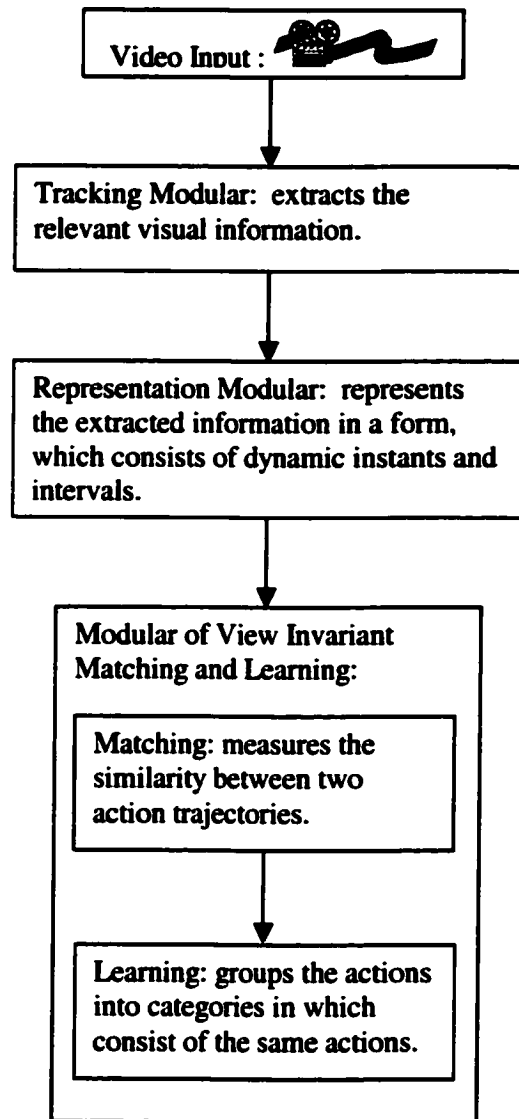 Video Input :
Tracking Modular: extracts the
relevant visual information.
Representation Modular: represents
the extracted information in a form,
which consists of dynamic instants and
intervals.
Modular of View Invariant
Matching and Learning:
Matching: measures the
similarity between two
action trajectories.
Learning: groups the actions
into categories in which
consist of the same actions.